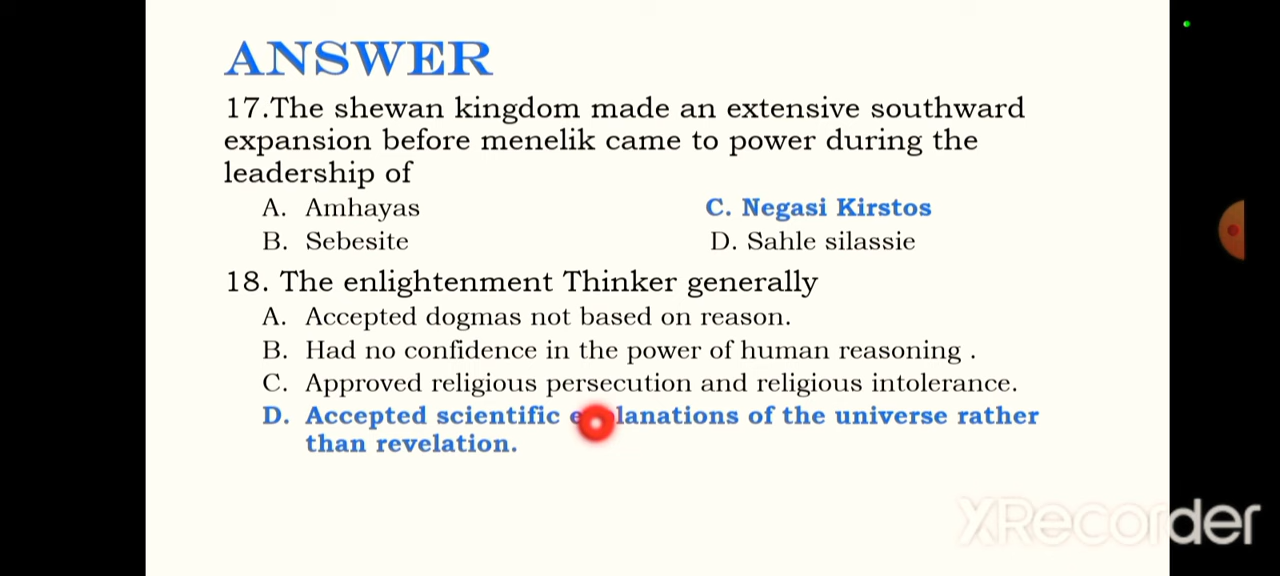 ANSWER
17.The shewan kingdom made an extensive southward
expansion before menelik came to power during the
leadership of
A. Amhayas
C. Negasi Kirstos
B. Sebesite
D. Sahle silassie
18. The enlightenment Thinker generally
A. Accepted dogmas not based on reason.
B. Had no confidence in the power of human reasoning .
C. Approved religious persecution and religious intolerance.
D. Accepted scientific of the universe rather
than revelation.
XRecorder